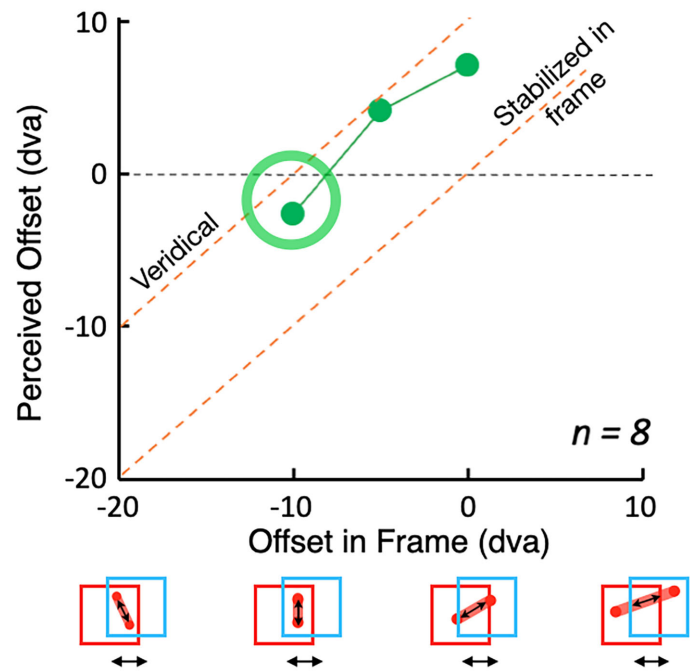 10
Stabilized in
frame
0
Veridical
-10
n = 8
-20
-20 -10 0 10
Perceived Offset (dva)
Offset in Frame (dva)